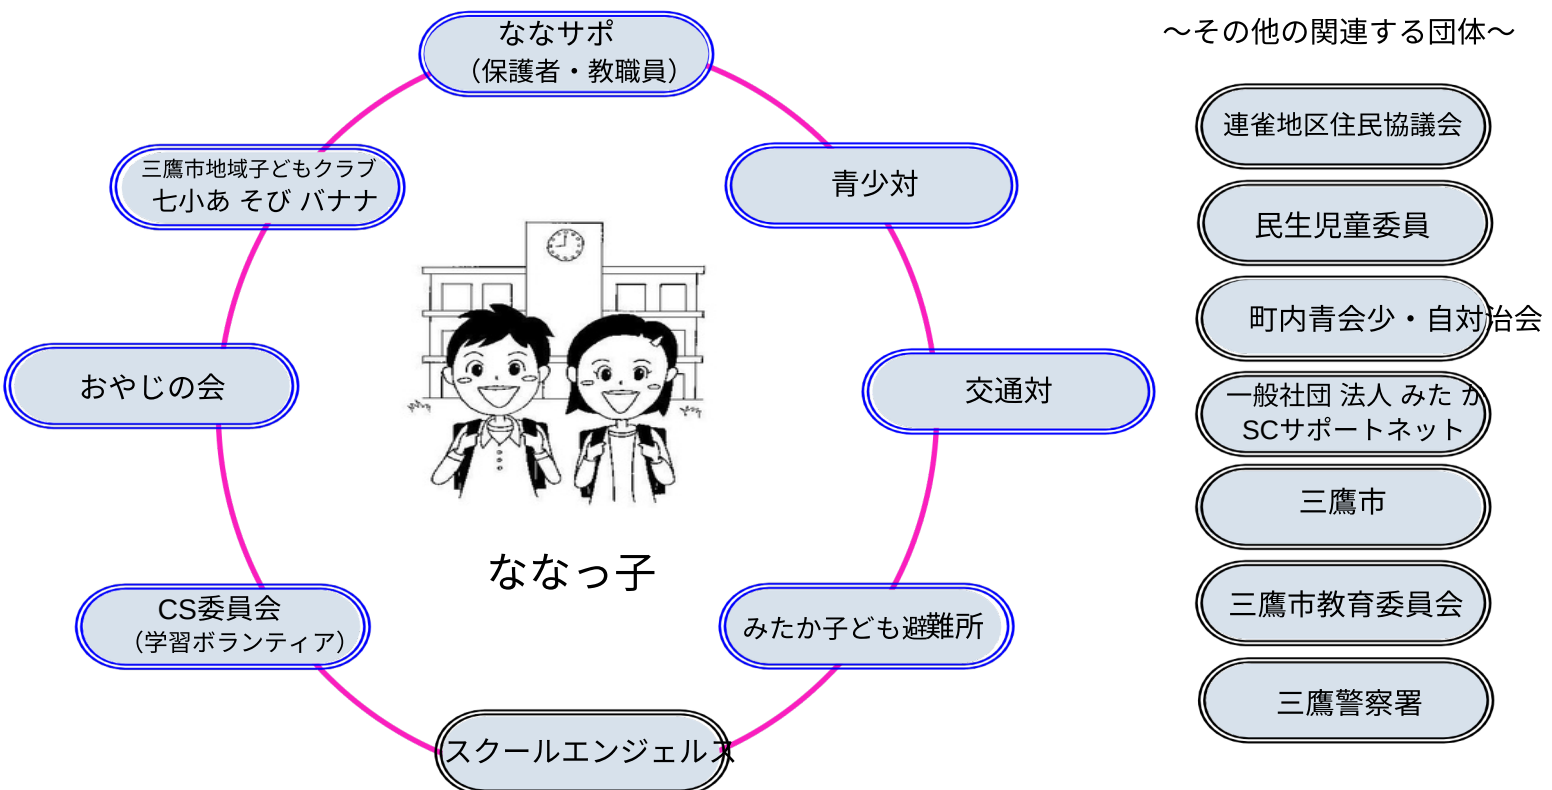 ななサポ
（保護者・教職員）
三鷹市地域子どもクラブ
七小あ そび バナナ
青少対
おやじの会
交通対
ななっ子
CS委員会
（学習ボランティア）
みたか子ども避難所
スクールエンジェルス
～その他の関連する団体～
連雀地区住民協議会
民生児童委員
町内青会少・自対治会
一般社団 法人 みた か
SCサポートネット
三鷹市
三鷹市教育委員会
三鷹警察署